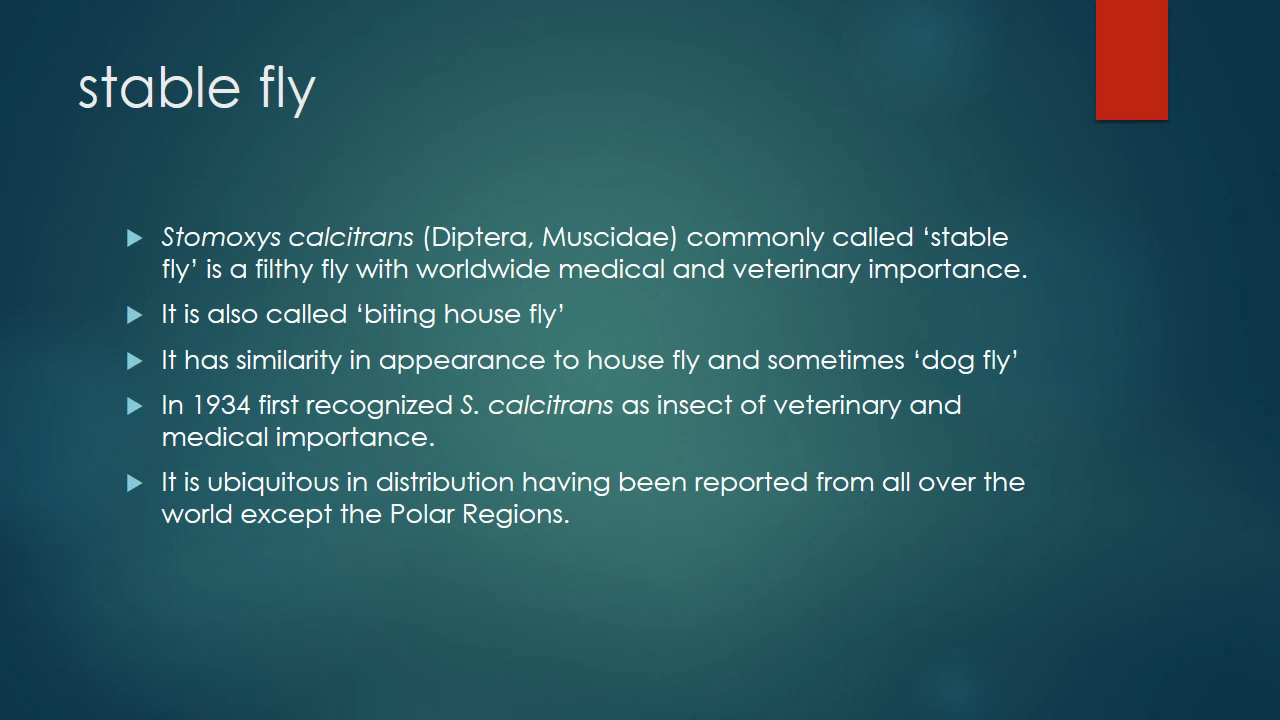 stable fly
Stomoxys calcitrans (Diptera, Muscidae) commonly called ‘stable
fly’ is a filthy fly with worldwide medical and veterinary importance.
It is also called ‘biting house fly’
It has similarity in appearance to house fly and sometimes ‘dog fly’
In 1934 first recognized S. calcitrans as insect of veterinary and
medical importance.
It is ubiquitous in distribution having been reported from all over the
world except the Polar Regions.